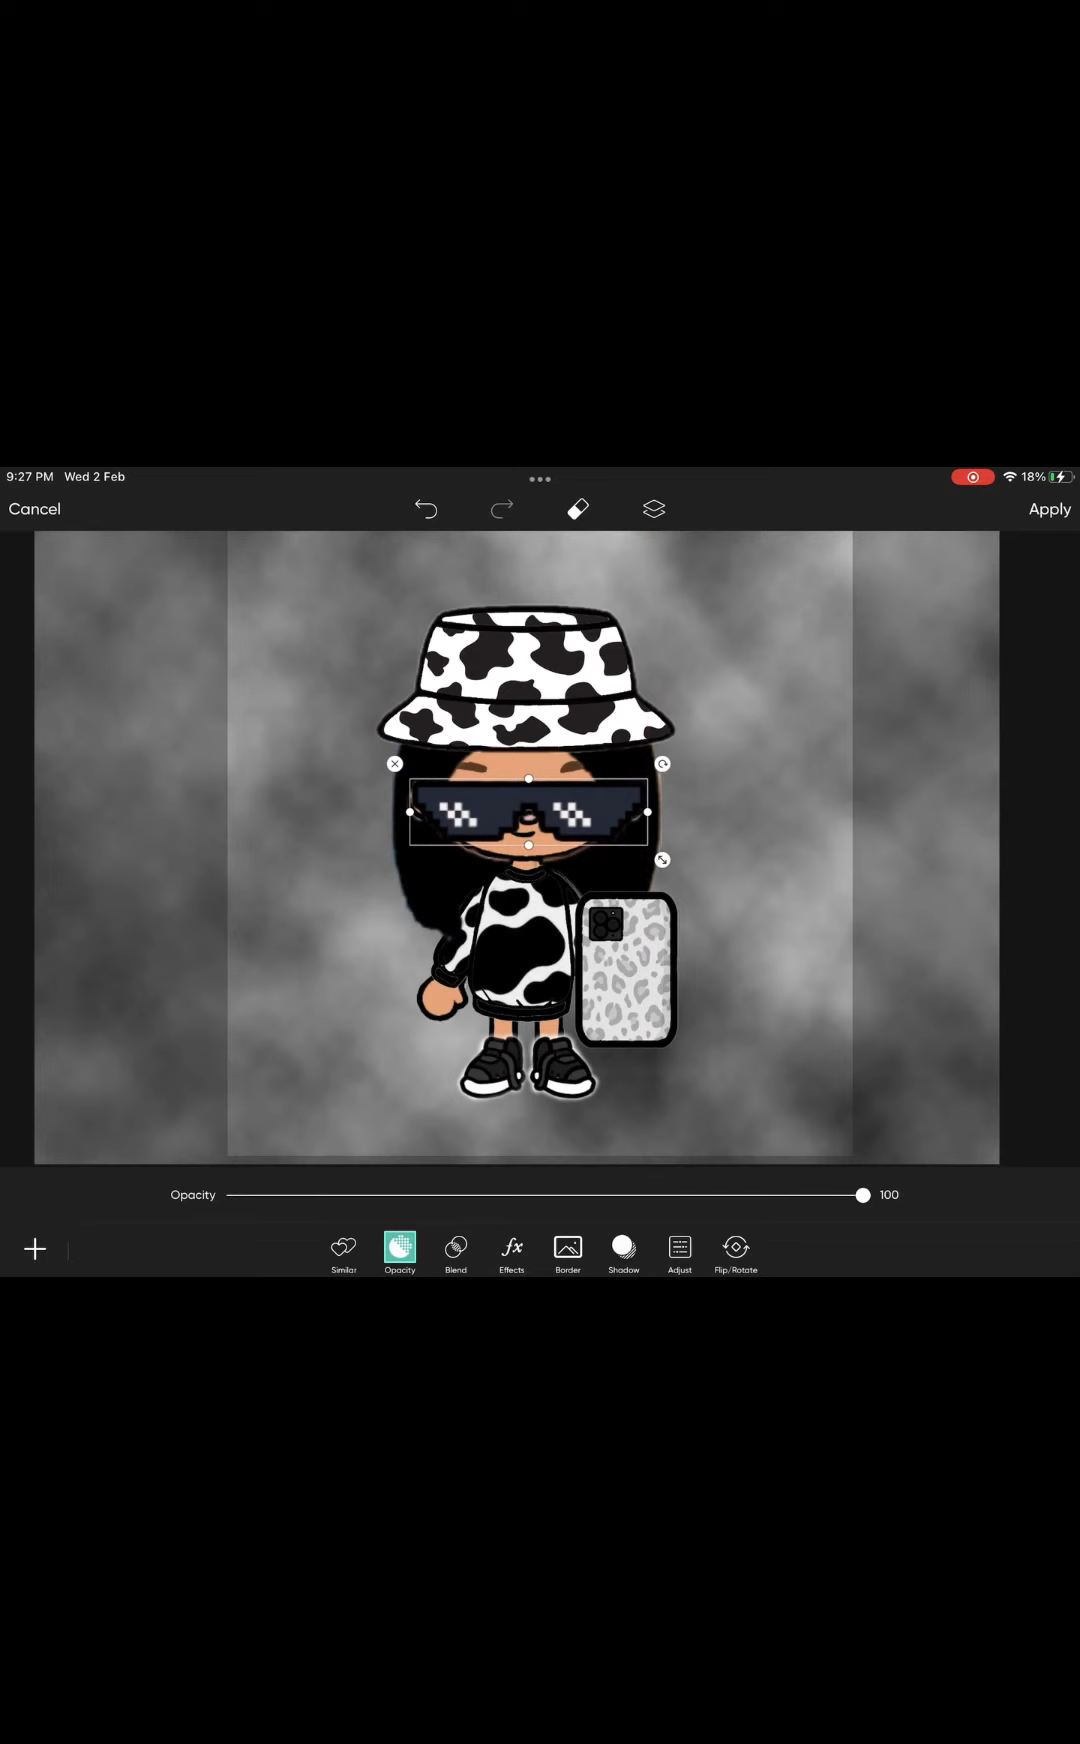 9:27 PM Wed 2 Feb 18%
Cancel Apply
Opacity 100
Similar Opacity Blend Effects Border Shadow Adjust Flip/Rotate